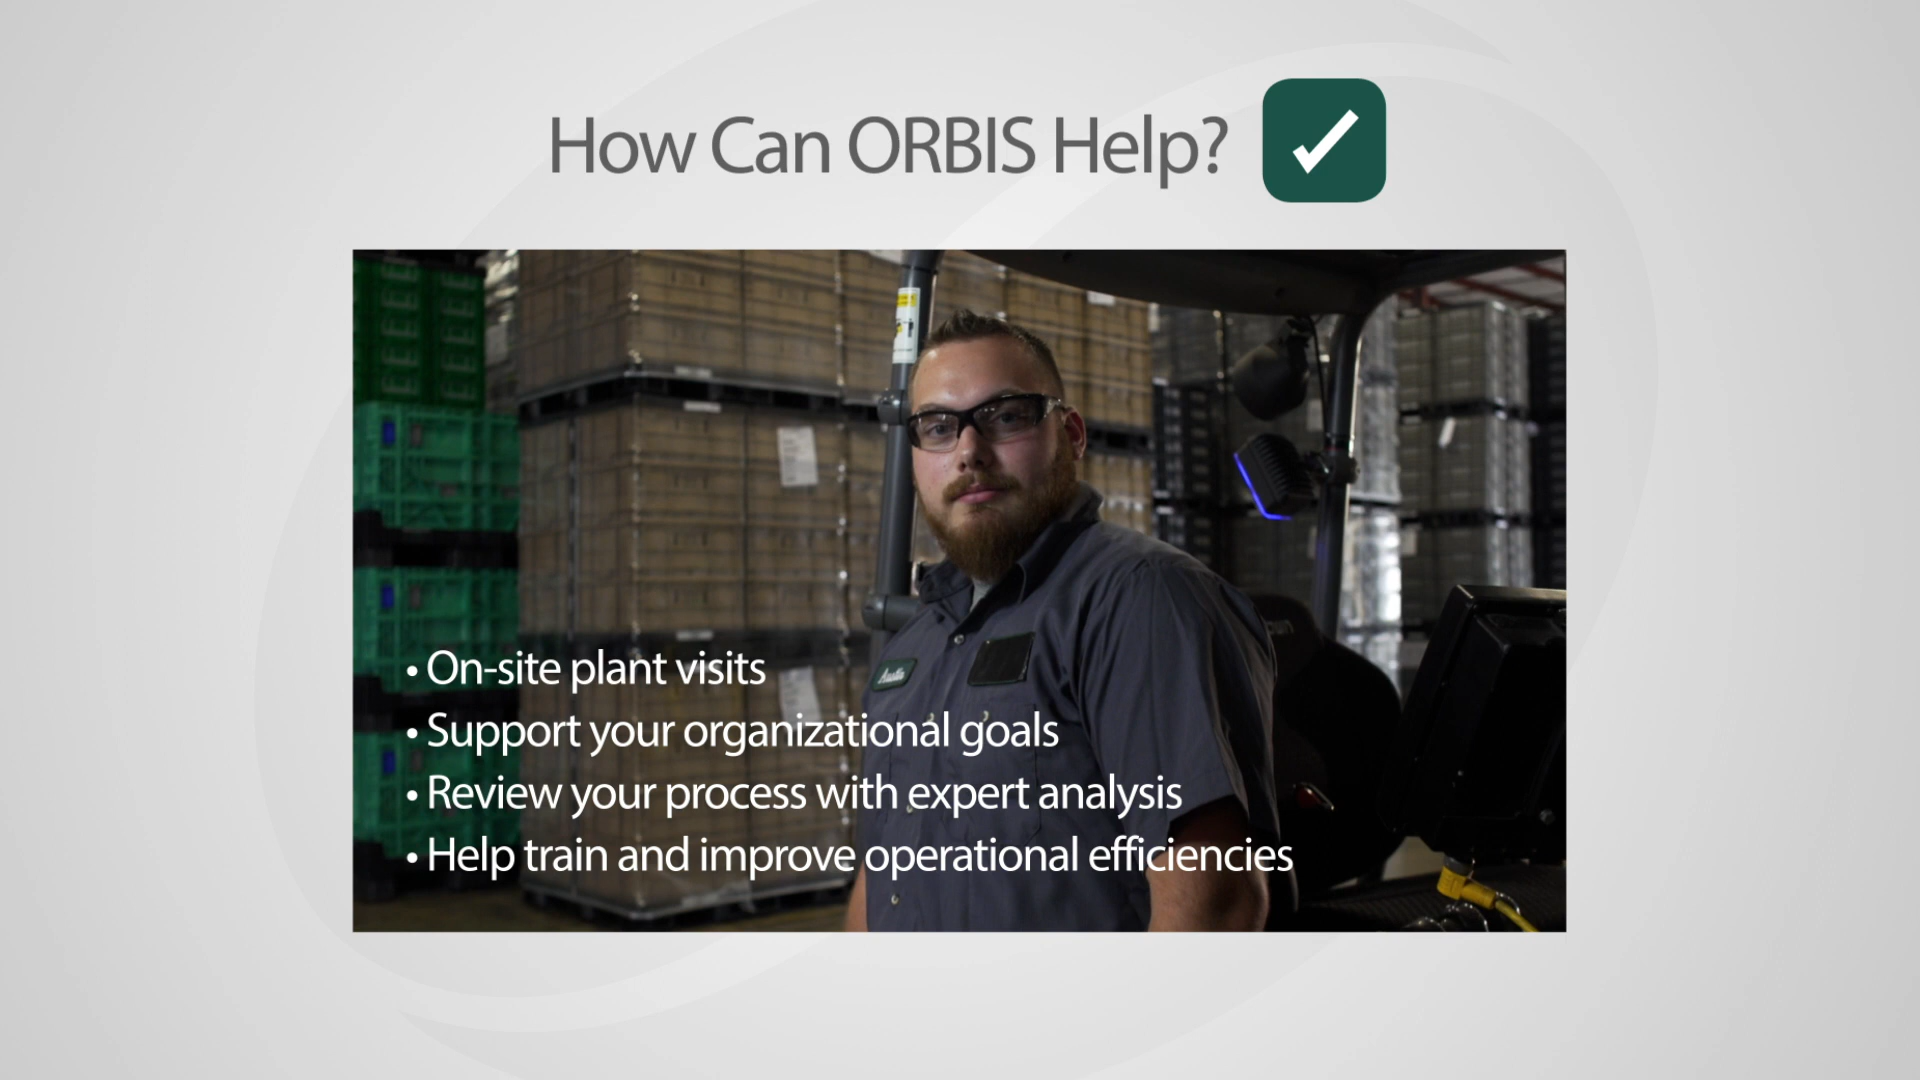 How Can ORBIS Help?
Austin
• On-site plant visits
• Support your organizational goals
• Review your process with expert analysis
• Help train and improve operational efficiencies